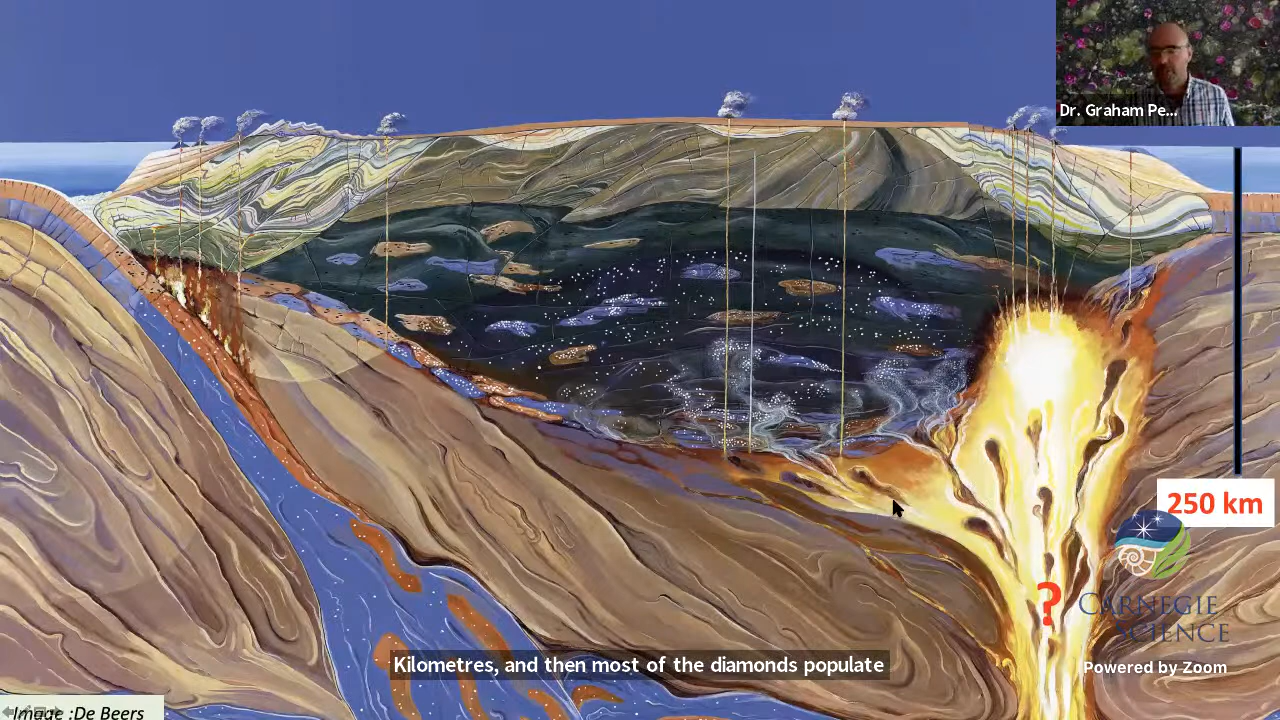 Dr. Graham Pe...
250 km
?
CARNEGIE
SCIENCE
Kilometres, and then most of the diamonds populate
Powered by Zoom
Image :De Beers